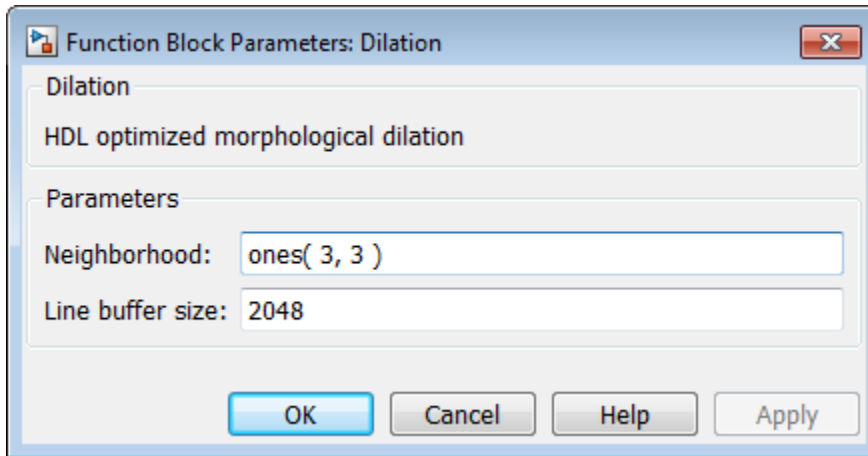 Function Block Parameters: Dilation
Dilation
HDL optimized morphological dilation
Parameters
Neighborhood: ones( 3, 3 )
Line buffer size: 2048
OK Cancel Help Apply